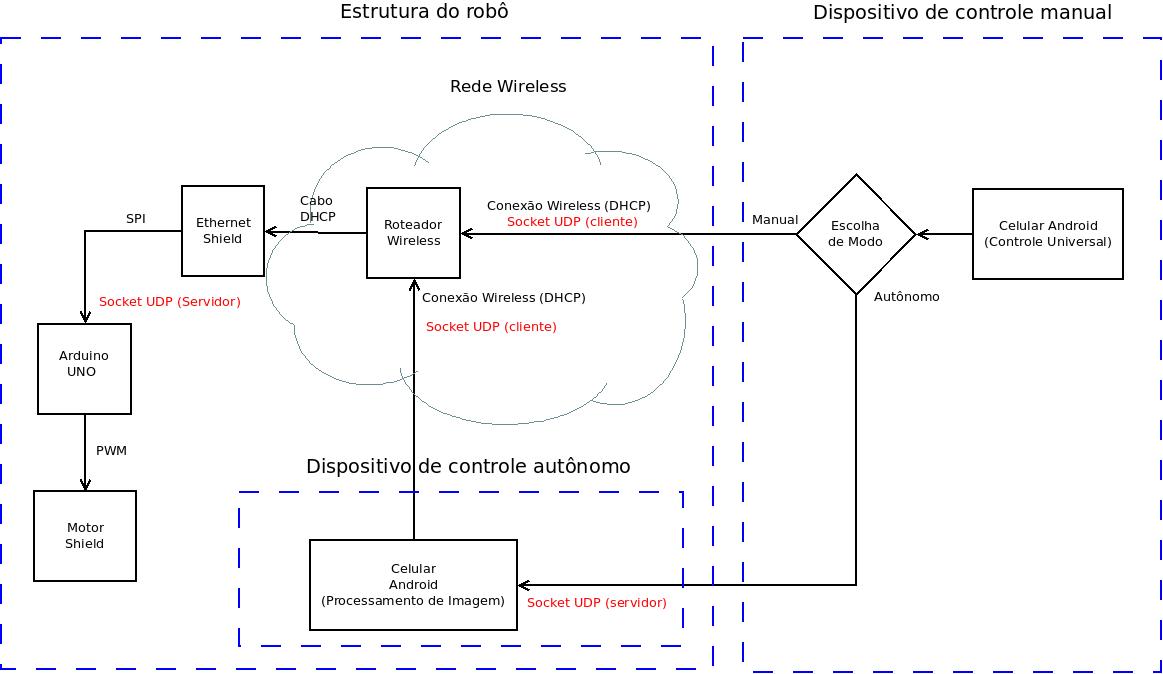 Estrutura do robô
Dispositivo de controle manual
Rede Wireless
Cabo
DHCP
SPI
Ethernet
Shield
Roteador
Wireless
Conexão Wireless (DHCP)
Socket UDP (cliente)
Manual
Escolha
de Modo
Celular Android
(Controle Universal)
Autônomo
Socket UDP (Servidor)
Conexão Wireless (DHCP)
Socket UDP (cliente)
Arduino
UNO
PWM
Motor
Shield
Dispositivo de controle autônomo
Celular
Android
(Processamento de Imagem)
Socket UDP (servidor)